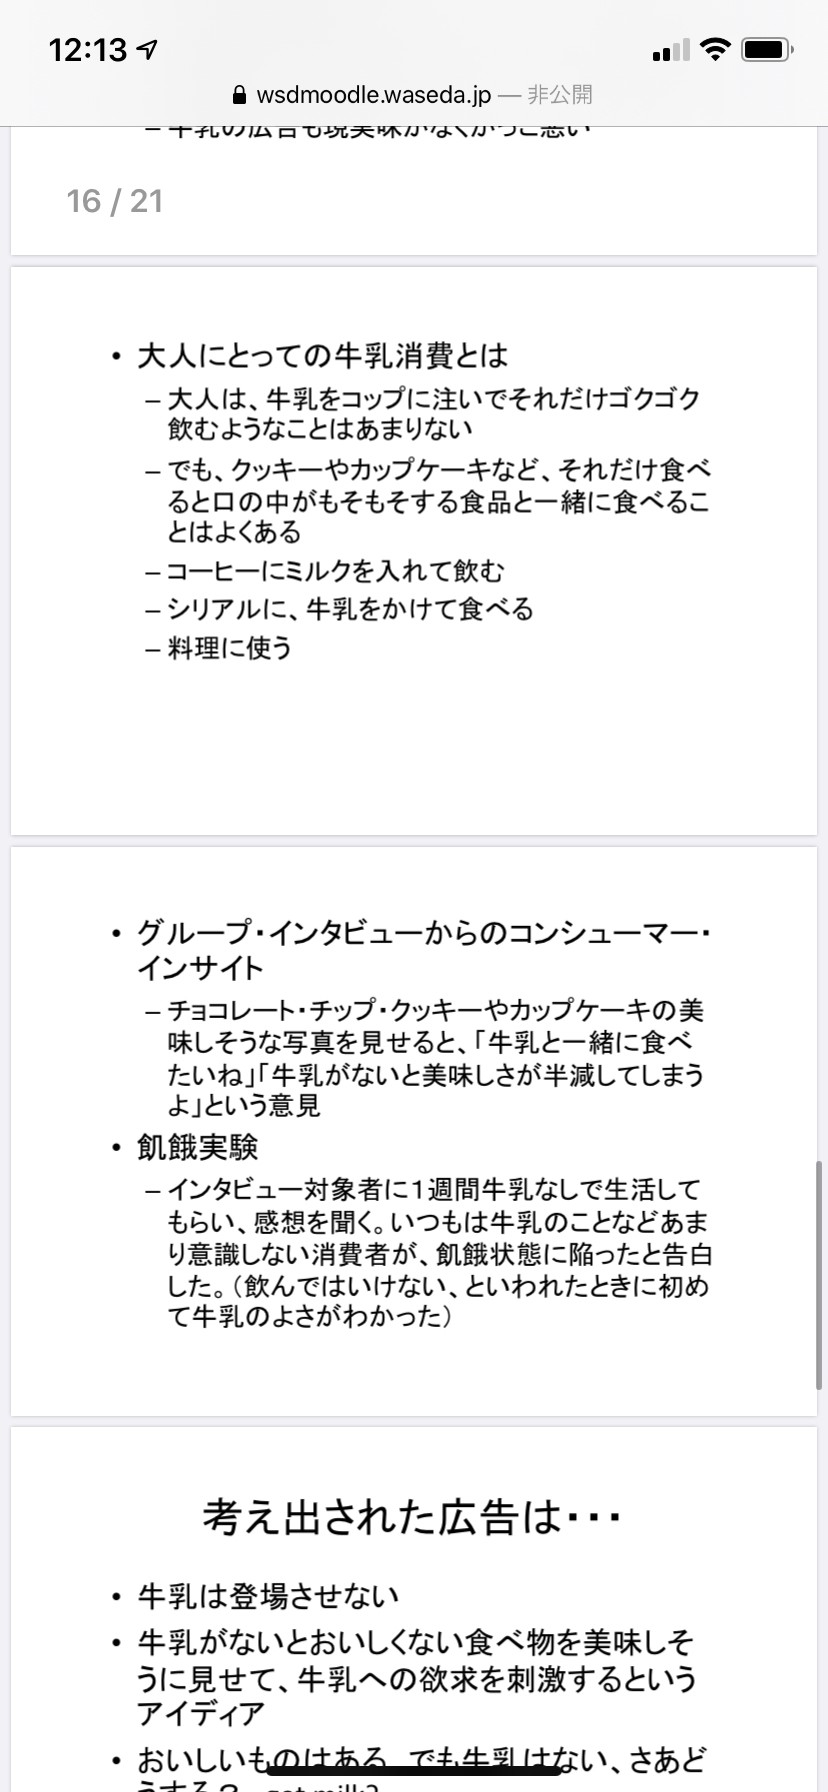 12:13
wsdmoodle.waseda.jp — 非公開
– 牛乳の広告も現実味がなくかっこ悪い
16 / 21
• 大人にとっての牛乳消費とは
– 大人は、牛乳をコップに注いでそれだけゴクゴク
飲むようなことはあまりない
– でも、クッキーやカップケーキなど、それだけ食べ
ると口の中がもそもそする食品と一緒に食べるこ
とはよくある
– コーヒーにミルクを入れて飲む
– シリアルに、牛乳をかけて食べる
– 料理に使う
• グループ・インタビューからのコンシューマー・
インサイト
– チョコレート・チップ・クッキーやカップケーキの美
味しそうな写真を見せると、「牛乳と一緒に食べ
たいね」「牛乳がないと美味しさが半減してしまう
よ」という意見
• 飢餓実験
– インタビュー対象者に1週間牛乳なしで生活して
もらい、感想を聞く。いつもは牛乳のことなどあま
り意識しない消費者が、飢餓状態に陥ったと告白
した。（飲んではいけない、といわれたときに初め
て牛乳のよさがわかった）
考え出された広告は・・・
• 牛乳は登場させない
• 牛乳がないとおいしくない食べ物を美味しそ
うに見せて、牛乳への欲求を刺激するという
アイディア
• おいしいものはある、でも牛乳はない、さあど
うする？ got milk?